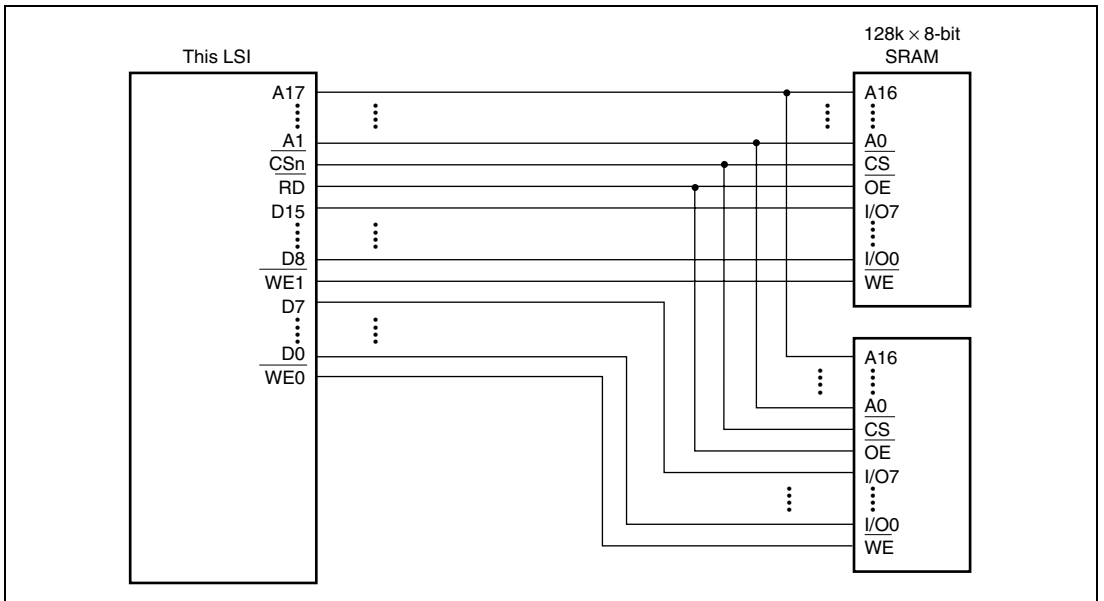 This LSI
A17
A1
CSn
RD
D15
D8
WE1
D7
D0
WE0
128k × 8-bit
SRAM
A16
A0
CS
OE
I/O7
I/O0
WE
A16
A0
CS
OE
I/O7
I/O0
WE